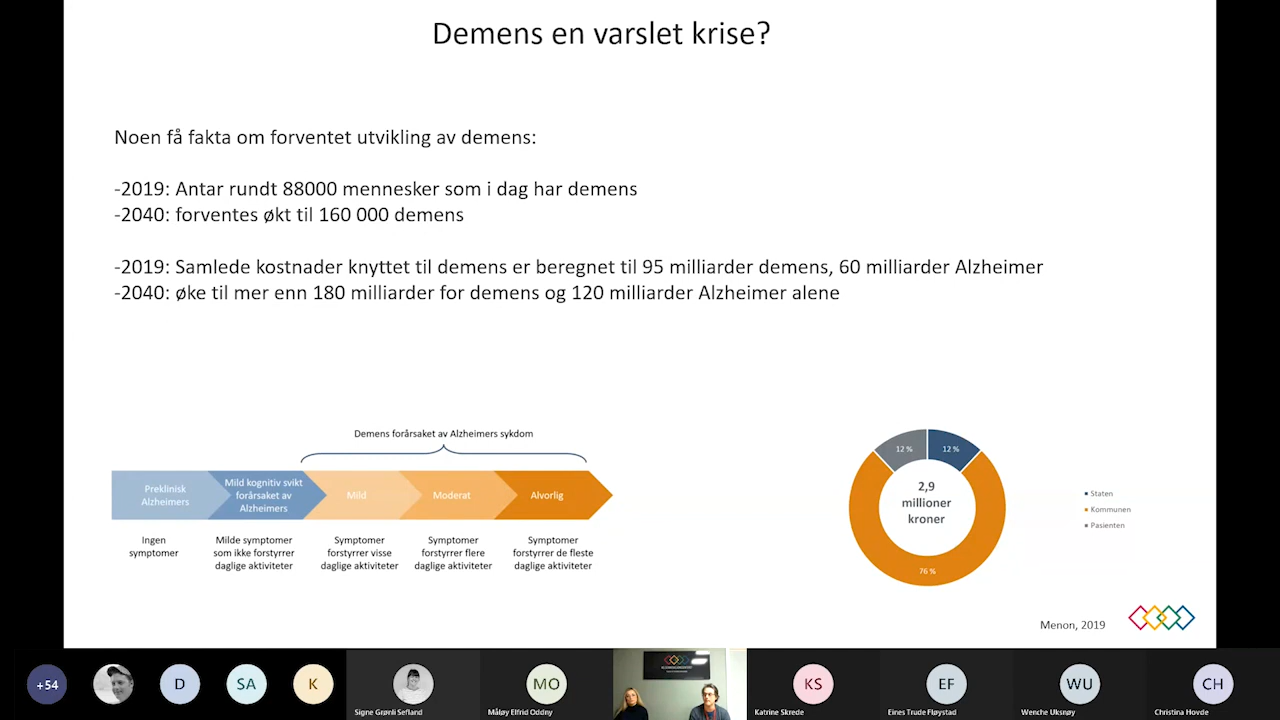 Demens en varslet krise?
Noen få fakta om forventet utvikling av demens:
-2019: Antar rundt 88000 mennesker som i dag har demens
-2040: forventes økt til 160 000 demens
-2019: Samlede kostnader knyttet til demens er beregnet til 95 milliarder demens, 60 milliarder Alzheimer
-2040: øke til mer enn 180 milliarder for demens og 120 milliarder Alzheimer alene
Demens forårsaket av Alzheimers sykdom
Preklinisk
Alzheimers
Mild kognitiv svikt
forårsaket av
Alzheimers
Mild
Moderat
Alvorlig
Ingen
symptomer
Milde symptomer
som ikke forstyrrer
daglige aktiviteter
Symptomer
forstyrrer visse
daglige aktiviteter
Symptomer
forstyrrer flere
daglige aktiviteter
Symptomer
forstyrrer de fleste
daglige aktiviteter
12 %
12 %
2,9
millioner
kroner
76 %
Staten
Kommunen
Pasienten
Menon, 2019
+54
D
SA
K
Signe Grønli Sefland
MO
Måløy Elfrid Oddny
KS
Katrine Skrede
EF
Eines Trude Fløystad
WU
Wenche Uksnøy
CH
Christina Hovde